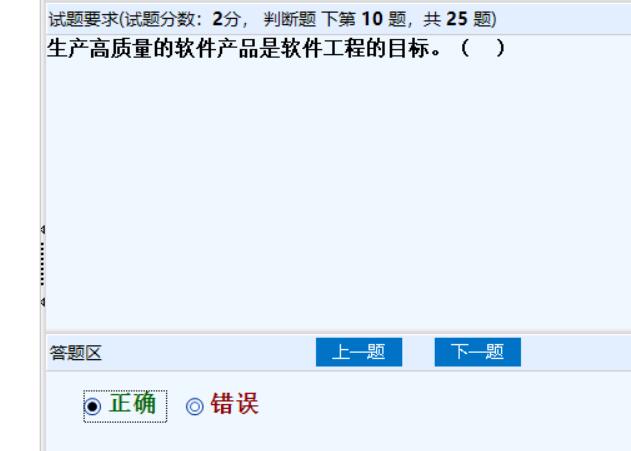 试题要求(试题分数：2分， 判断题 下第 10 题，共 25 题)
生产高质量的软件产品是软件工程的目标。（ ）
答题区 上一题 下一题
正确 错误